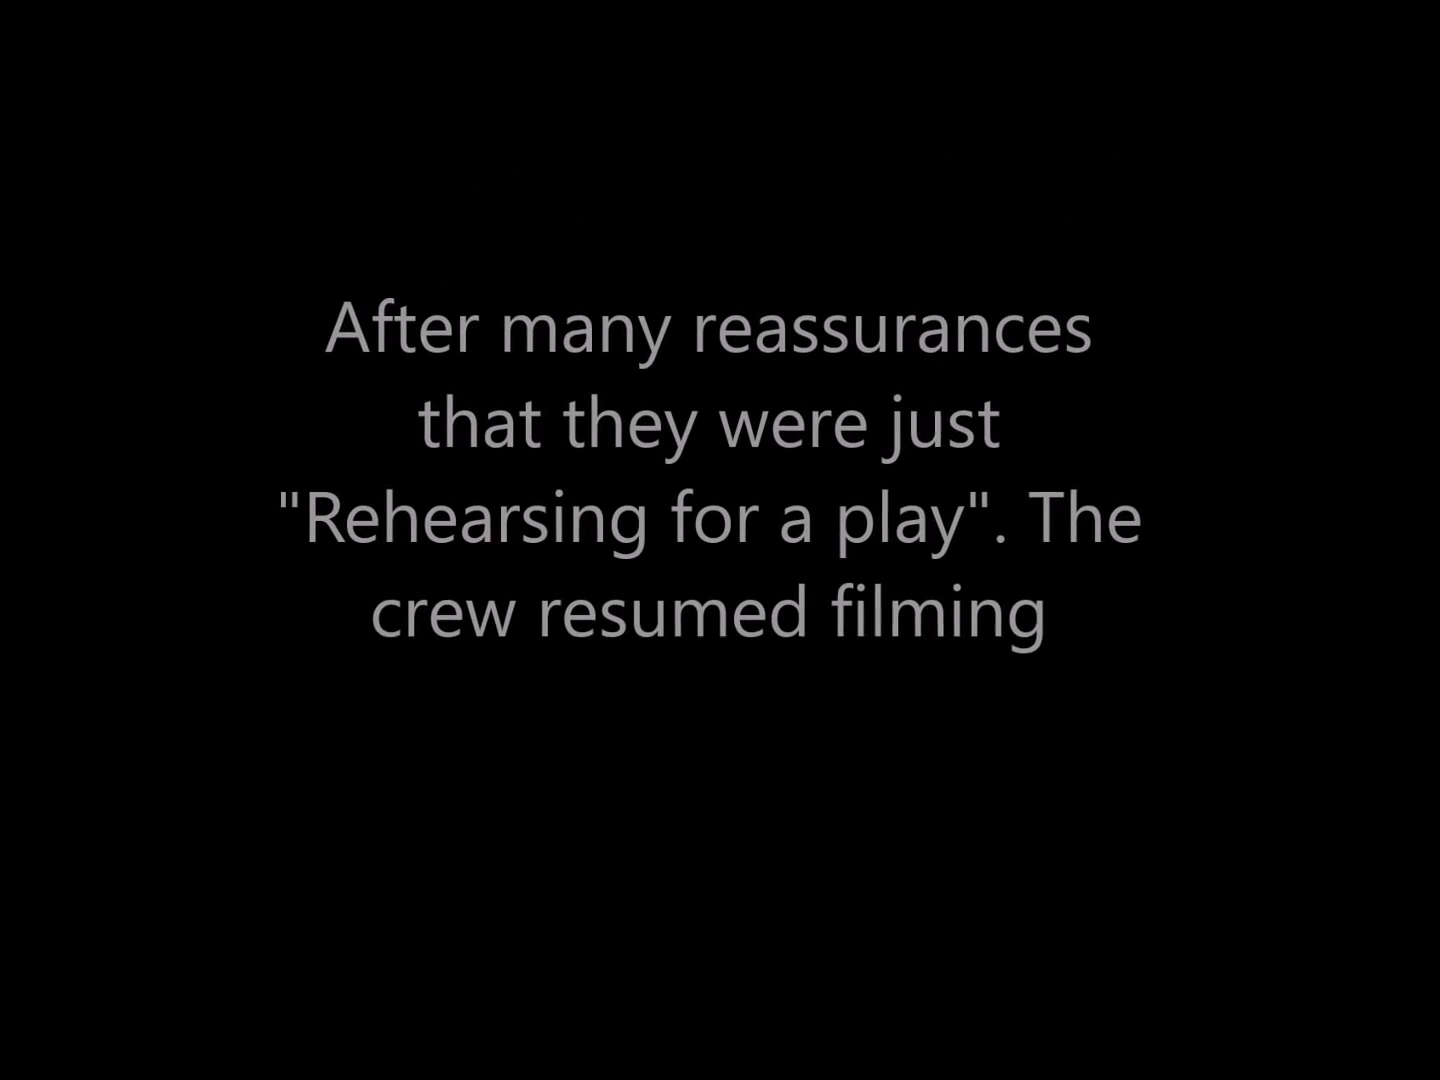 After many reassurances
that they were just
"Rehearsing for a play". The
crew resumed filming